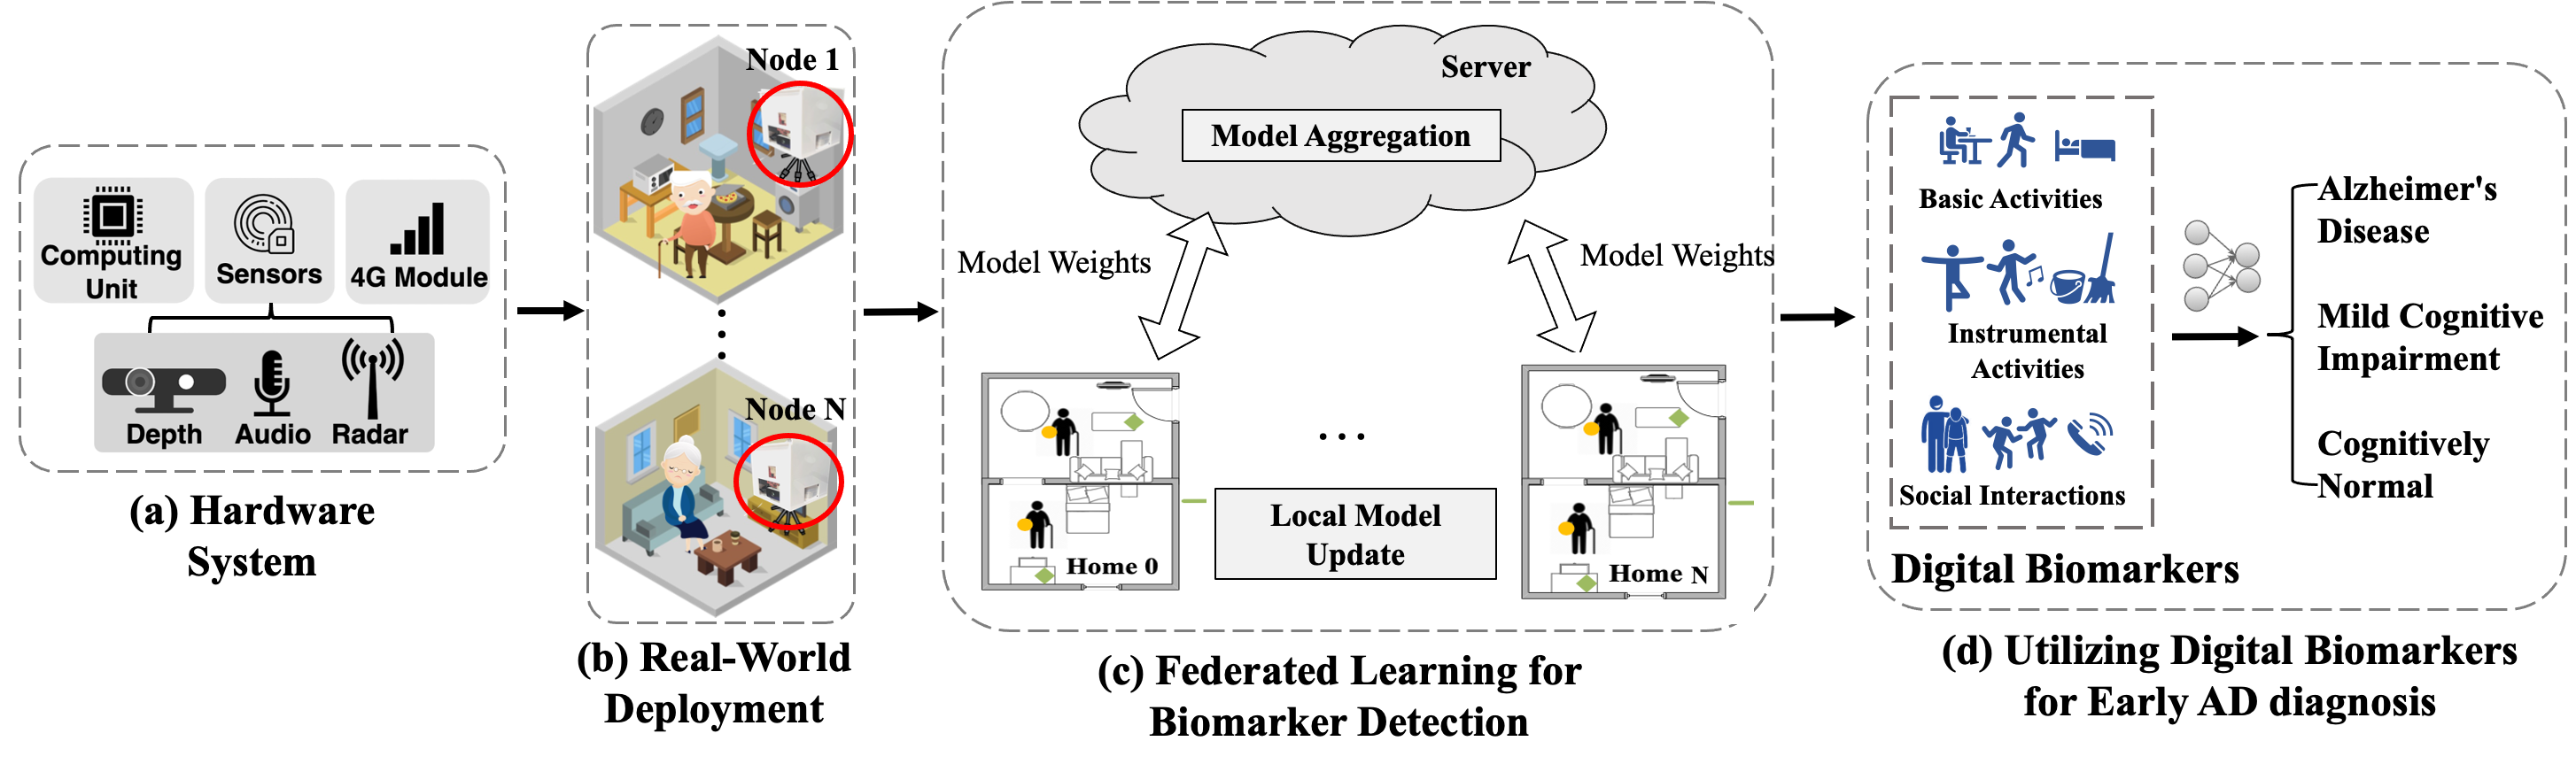 Computing
Unit
Sensors
4G Module
Depth
Audio
Radar
(a) Hardware
System
Node 1
Node N
(b) Real-World
Deployment
Server
Model Aggregation
Model Weights
Model Weights
Home 0
Local Model
Update
Home N
(c) Federated Learning for
Biomarker Detection
Basic Activities
Instrumental
Activities
Social Interactions
Digital Biomarkers
Alzheimer's
Disease
Mild Cognitive
Impairment
Cognitively
Normal
(d) Utilizing Digital Biomarkers
for Early AD diagnosis